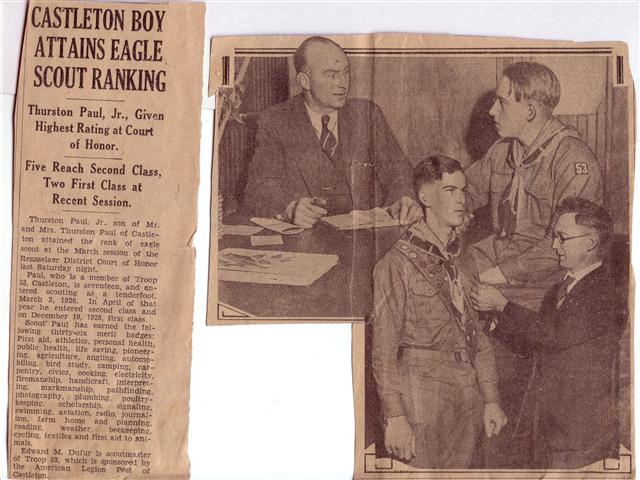 CASTLETON BOY
ATTAINS EAGLE
SCOUT RANKING
Thurston Paul, Jr., Given
Highest Rating at Court
of Honor.
Five Reach Second Class,
Two First Class at
Recent Session.
Thurston Paul, Jr., son of Mr.
and Mrs. Thurston Paul of Castle-
ton attained the rank of eagle
scout at the March session of the
Rensselaer District Court of Honor
last Saturday night.
Paul, who is a member of Troop
53, Castleton, is seventeen, and en-
tered scouting as a tenderfoot,
March 3, 1926. In April of that
year he entered second class and
on December 19, 1928, first class.
Scout Paul has earned the fol-
lowing thirty-six merit badges:
First aid, athletics, personal health,
public health, life saving, pioneer-
ing, agriculture, angling, automo-
biling, bird study, camping, car-
pentry, civics, cooking, electricity,
firemanship, handicraft, interpret-
ing, markmanship, pathfinding,
photography, plumbing, poultry-
keeping, scholarship, signaling,
swimming, aviation, radio, journal-
ism, farm home and planning,
reading, weather, beekeeping,
cycling, textiles and first aid to ani-
mals.
Edward M. Dufur is scoutmaster
of Troop 53, which is sponsored by
the American Legion Post of
Castleton.
53